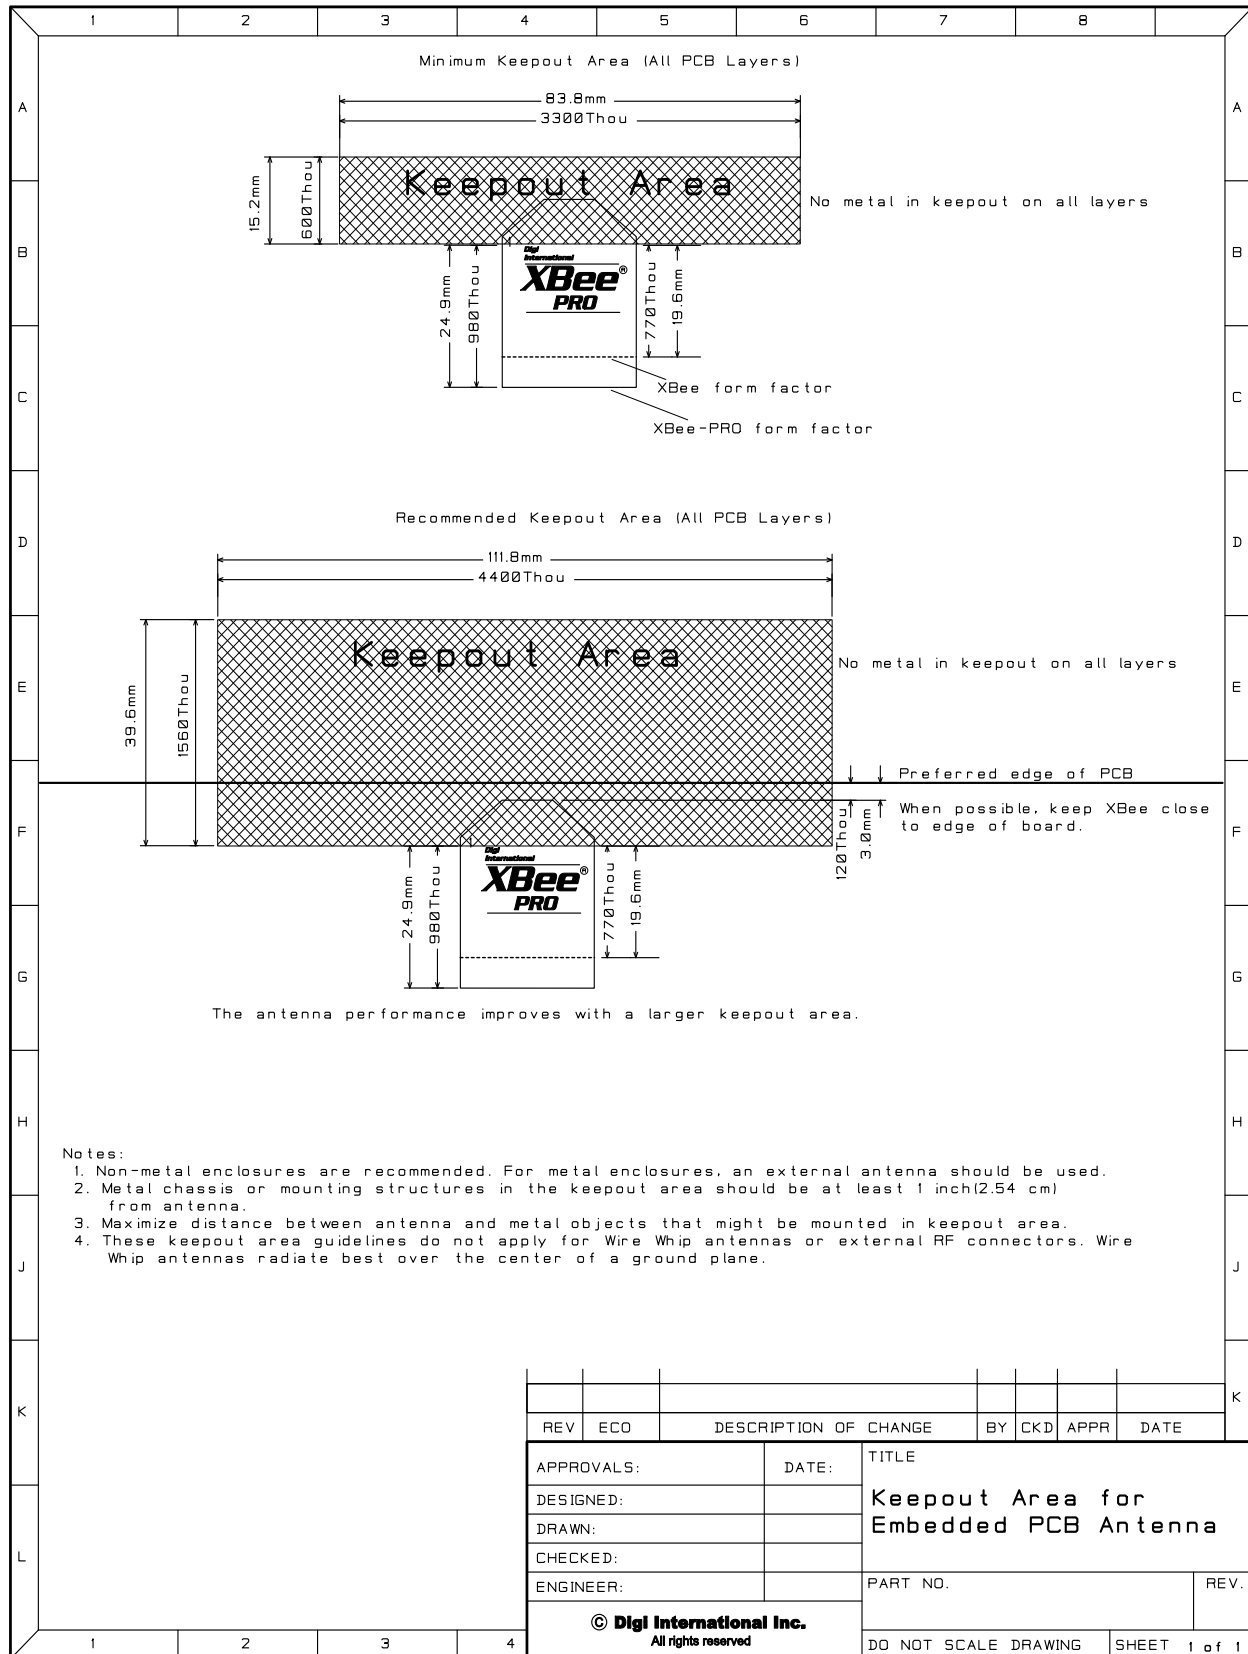 1 2 3 4 5 6 7 8
Minimum Keepout Area (All PCB Layers)
A A
83.8mm
3300Thou
15.2mm
600Thou
Keepout Area
No metal in keepout on all layers
B B
1
Digi
International
XBee®
PRO
24.9mm
980Thou
770Thou
19.6mm
XBee form factor
C C
XBee-PRO form factor
Recommended Keepout Area (All PCB Layers)
D D
111.8mm
4400Thou
Keepout Area
No metal in keepout on all layers
E E
39.6mm
1560Thou
Preferred edge of PCB
When possible, keep XBee close
to edge of board.
F F
120Thou
3.0mm
1
Digi
International
XBee®
PRO
24.9mm
980Thou
770Thou
19.6mm
G G
The antenna performance improves with a larger keepout area.
H H
Notes:
1. Non-metal enclosures are recommended. For metal enclosures, an external antenna should be used.
2. Metal chassis or mounting structures in the keepout area should be at least 1 inch(2.54 cm)
from antenna.
3. Maximize distance between antenna and metal objects that might be mounted in keepout area.
4. These keepout area guidelines do not apply for Wire Whip antennas or external RF connectors. Wire
Whip antennas radiate best over the center of a ground plane.
J J
K K
REV ECO DESCRIPTION OF CHANGE BY CKD APPR DATE
APPROVALS: DATE: TITLE
DESIGNED:
Keepout Area for
Embedded PCB Antenna
DRAWN:
L
CHECKED:
ENGINEER: PART NO. REV.
© Digi International Inc.
All rights reserved
DO NOT SCALE DRAWING SHEET 1 of 1
1 2 3 4